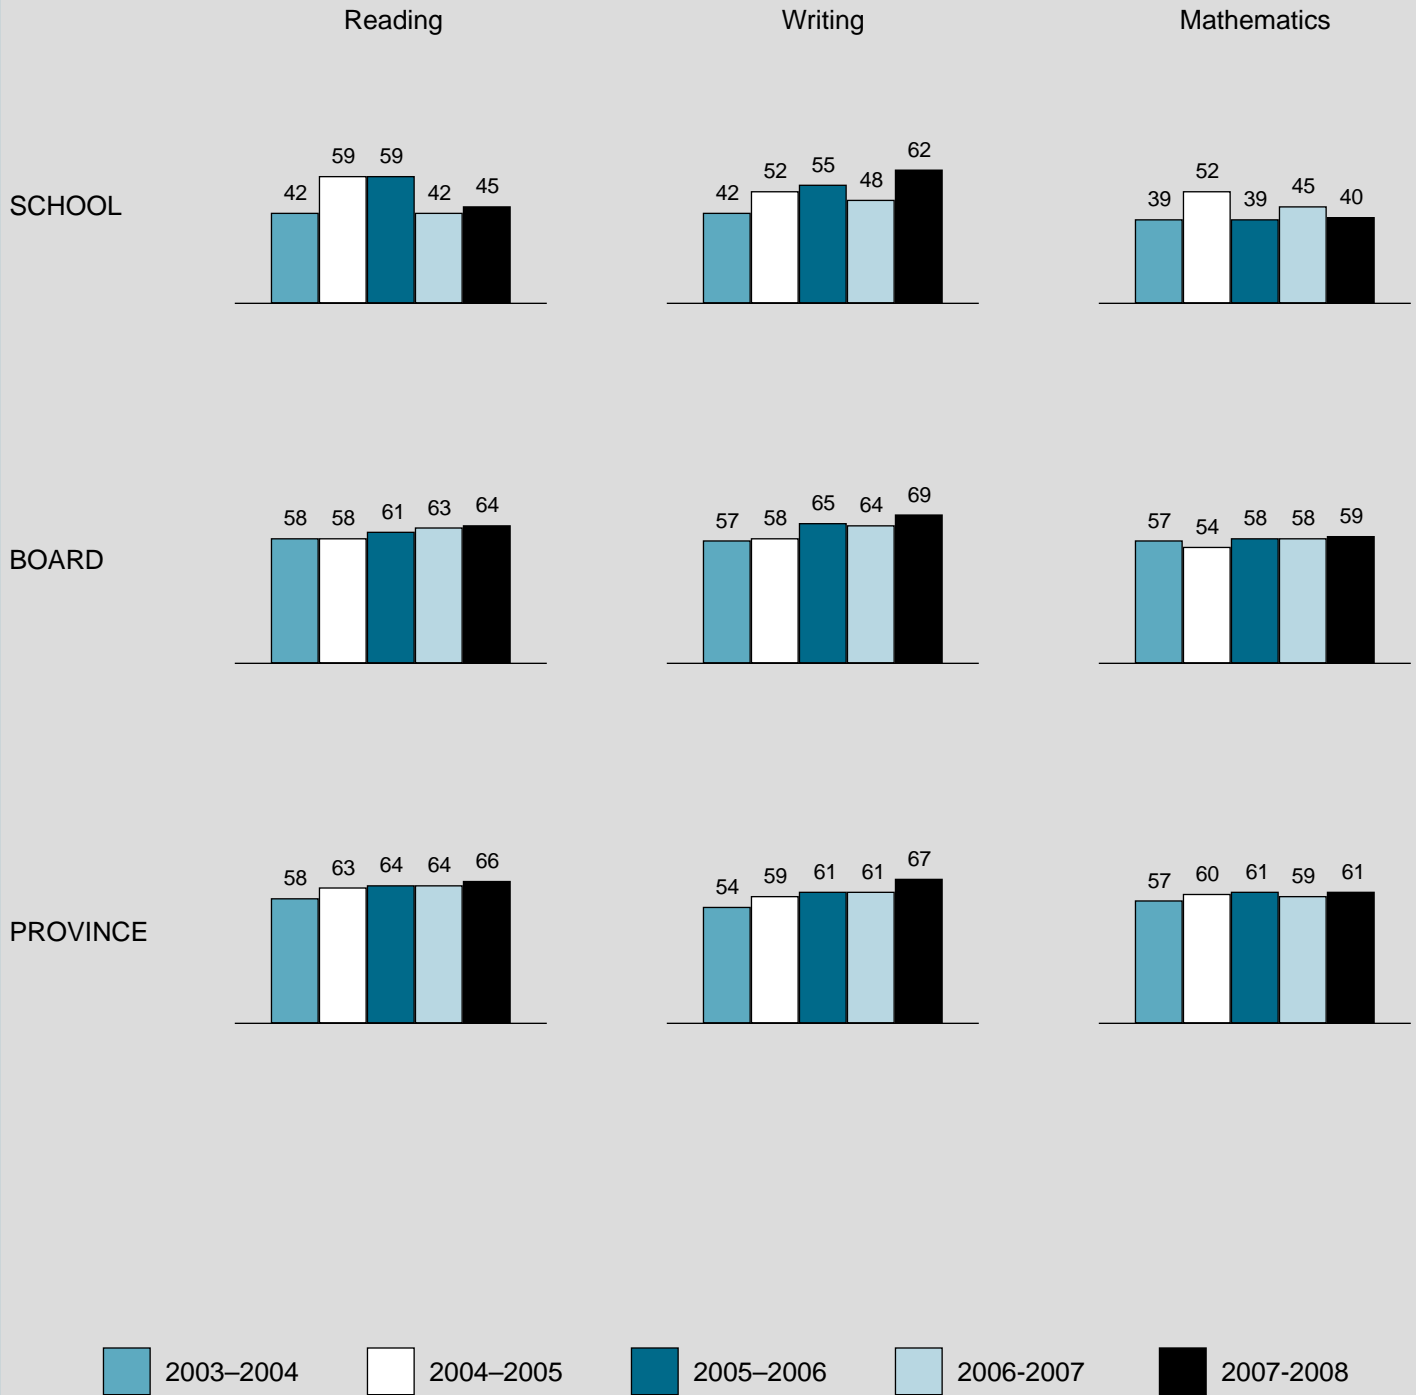 Reading Writing Mathematics
SCHOOL
42 59 59 42 45
42 52 55 48 62
39 52 39 45 40
BOARD
58 58 61 63 64
57 58 65 64 69
57 54 58 58 59
PROVINCE
58 63 64 64 66
54 59 61 61 67
57 60 61 59 61
2003–2004 2004–2005 2005–2006 2006-2007 2007-2008